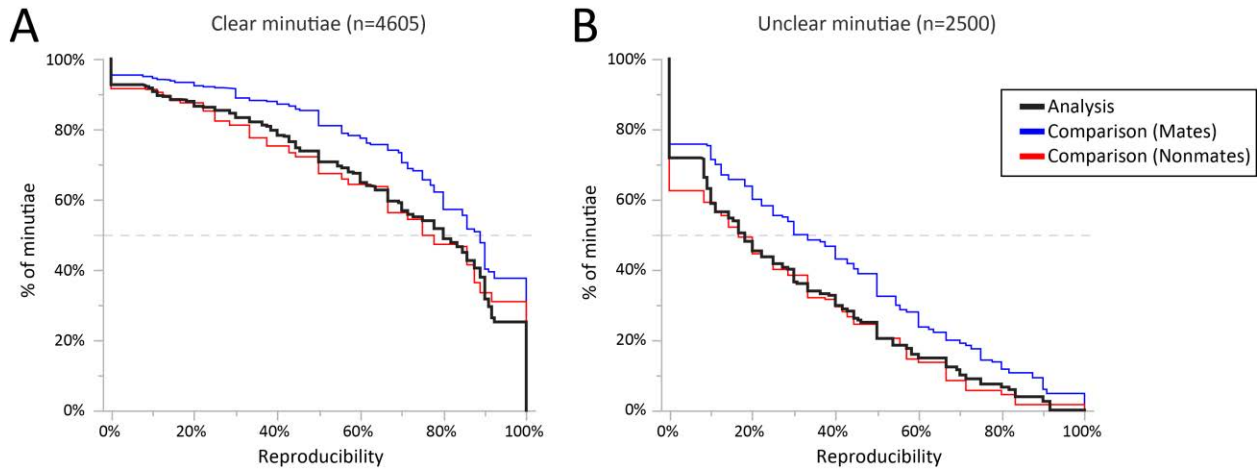 A
Clear minutiae (n=4605)
% of minutiae
100%
80%
60%
40%
20%
0%
0% 20% 40% 60% 80% 100%
Reproducibility
B
Unclear minutiae (n=2500)
% of minutiae
100%
80%
60%
40%
20%
0%
0% 20% 40% 60% 80% 100%
Reproducibility
Analysis
Comparison (Mates)
Comparison (Nonmates)